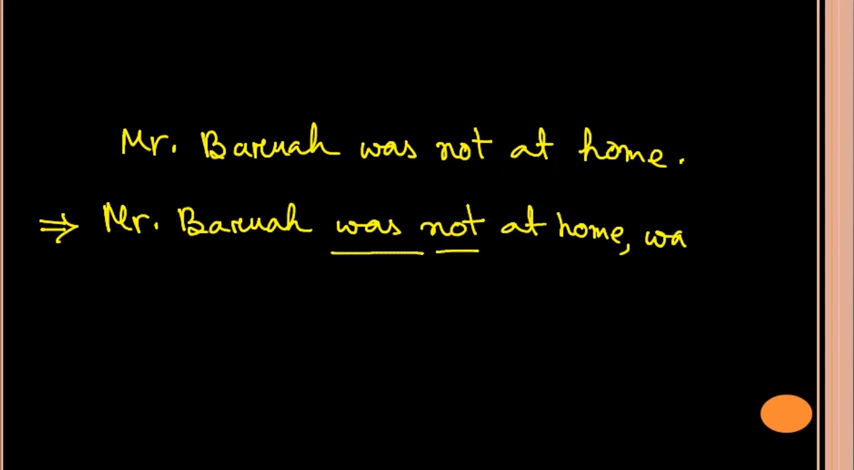 Mr. Baruah was not at home.
⇒ Mr. Baruah was not at home, wa